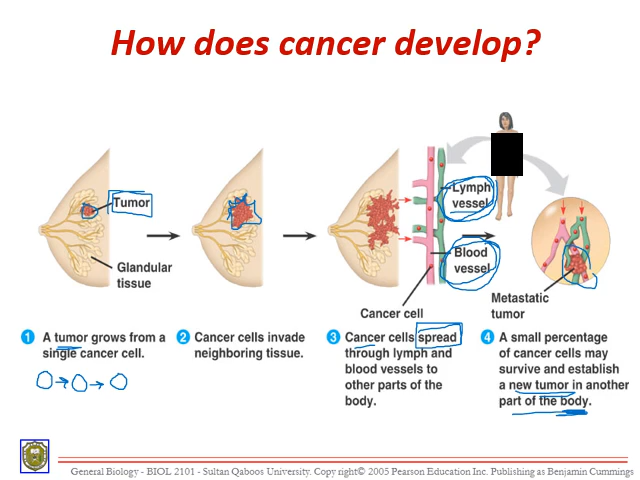 How does cancer develop?
Tumor
Glandular
tissue
Lymph
vessel
Blood
vessel
Cancer cell
Metastatic
tumor
1 A tumor grows from a
single cancer cell.
2 Cancer cells invade
neighboring tissue.
3 Cancer cells spread
through lymph and
blood vessels to
other parts of the
body.
4 A small percentage
of cancer cells may
survive and establish
a new tumor in another
part of the body.
General Biology - BIOL 2101 - Sultan Qaboos University. Copyright© 2005 Pearson Education Inc. Publishing as Benjamin Cummings